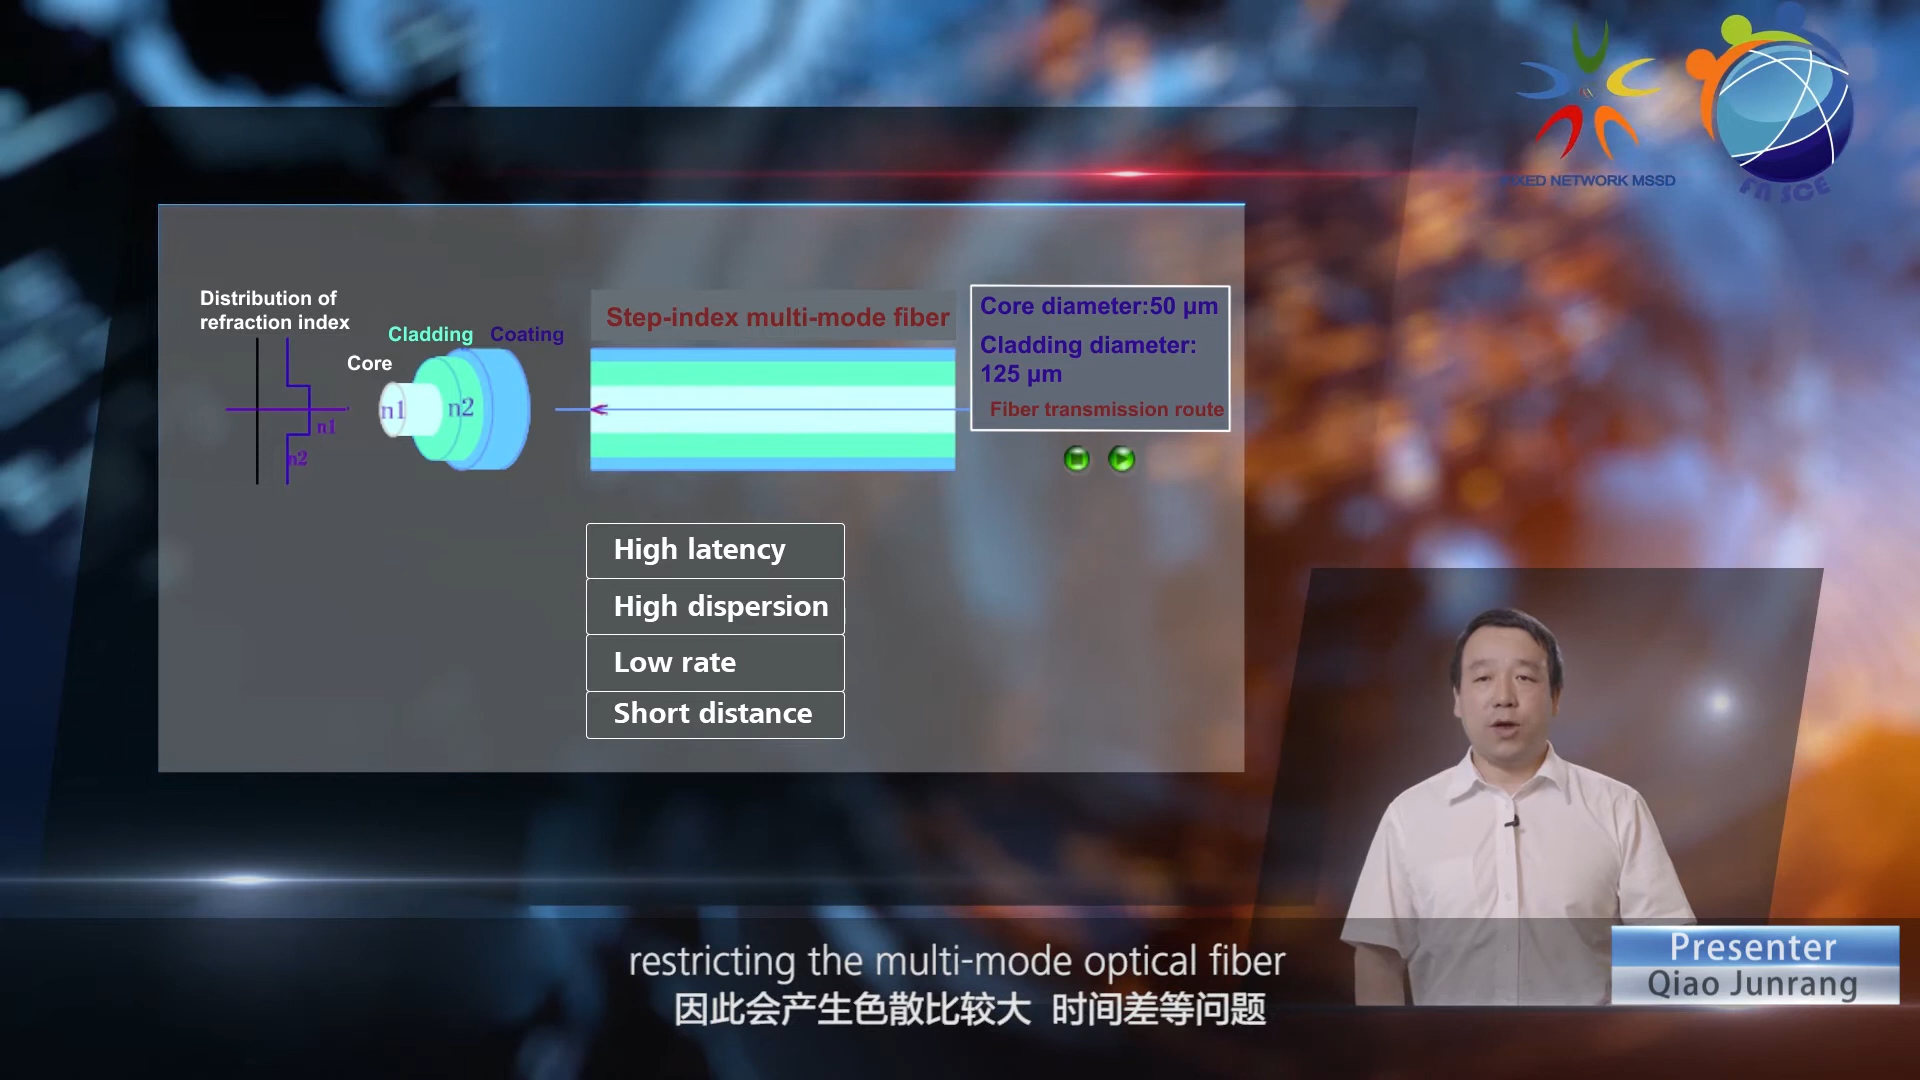 FIXED NETWORK MSSD
FN SCE
Distribution of
refraction index
Core
Cladding
Coating
n1
n2
n1
n2
Step-index multi-mode fiber
Core diameter:50 μm
Cladding diameter:
125 μm
Fiber transmission route
High latency
High dispersion
Low rate
Short distance
restricting the multi-mode optical fiber
因此会产生色散比较大 时间差等问题
Presenter
Qiao Junrang